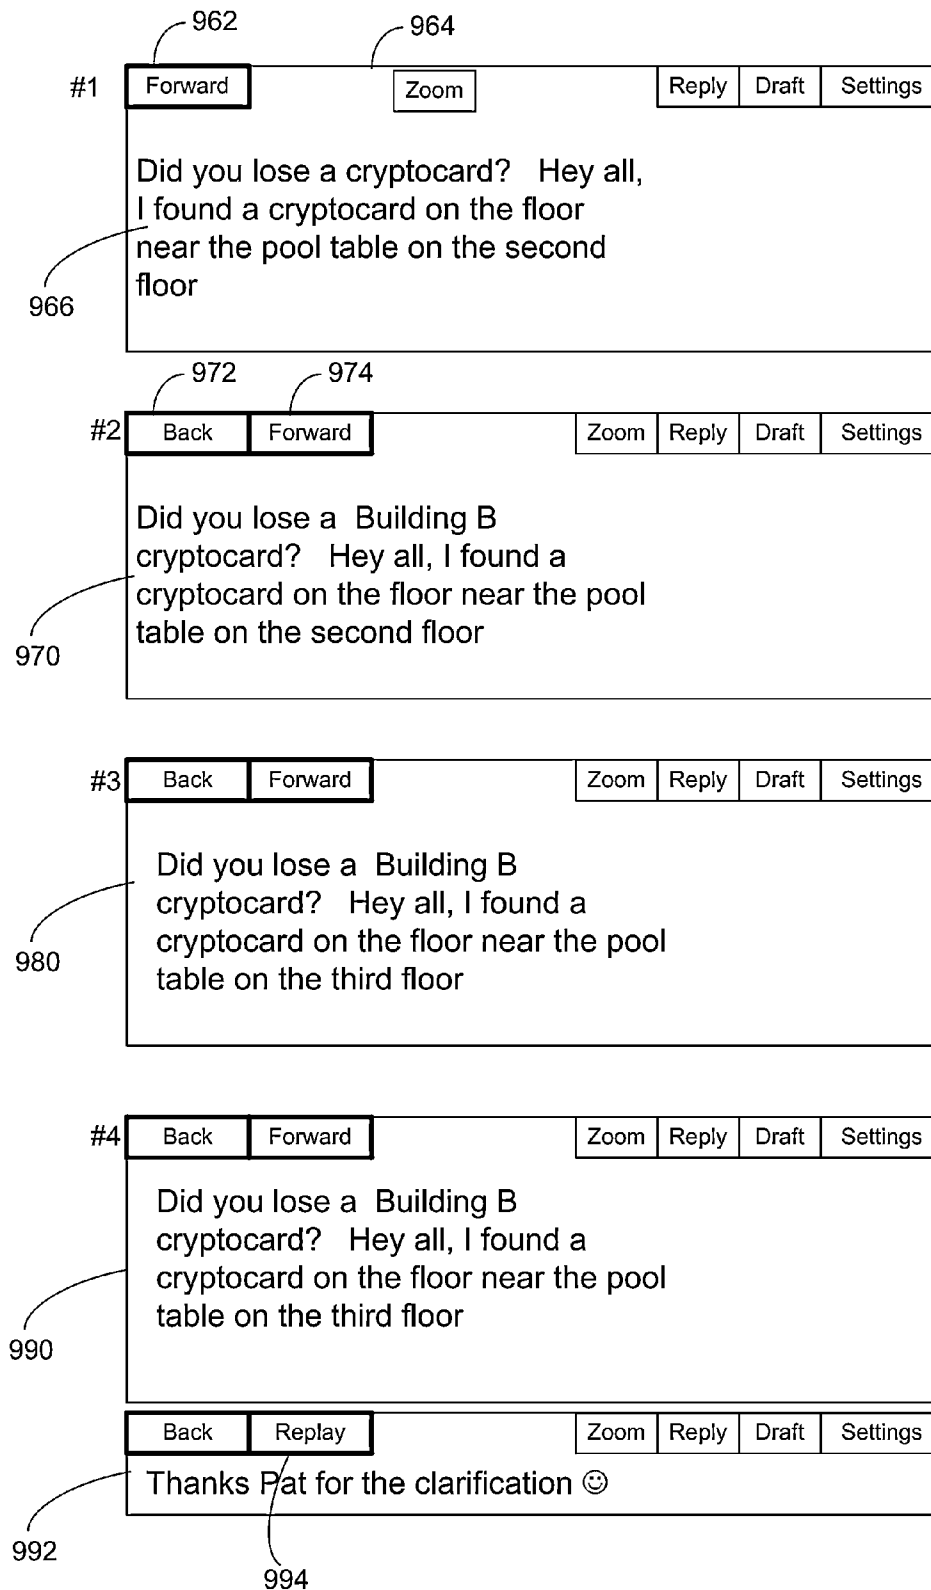 962
964
#1 Forward Zoom Reply Draft Settings
Did you lose a cryptocard? Hey all,
I found a cryptocard on the floor
near the pool table on the second
floor
966
972 974
#2 Back Forward Zoom Reply Draft Settings
Did you lose a Building B
cryptocard? Hey all, I found a
cryptocard on the floor near the pool
table on the second floor
970
#3 Back Forward Zoom Reply Draft Settings
Did you lose a Building B
cryptocard? Hey all, I found a
cryptocard on the floor near the pool
table on the third floor
980
#4 Back Forward Zoom Reply Draft Settings
Did you lose a Building B
cryptocard? Hey all, I found a
cryptocard on the floor near the pool
table on the third floor
990
Back Replay Zoom Reply Draft Settings
Thanks Pat for the clarification ☺
992
994